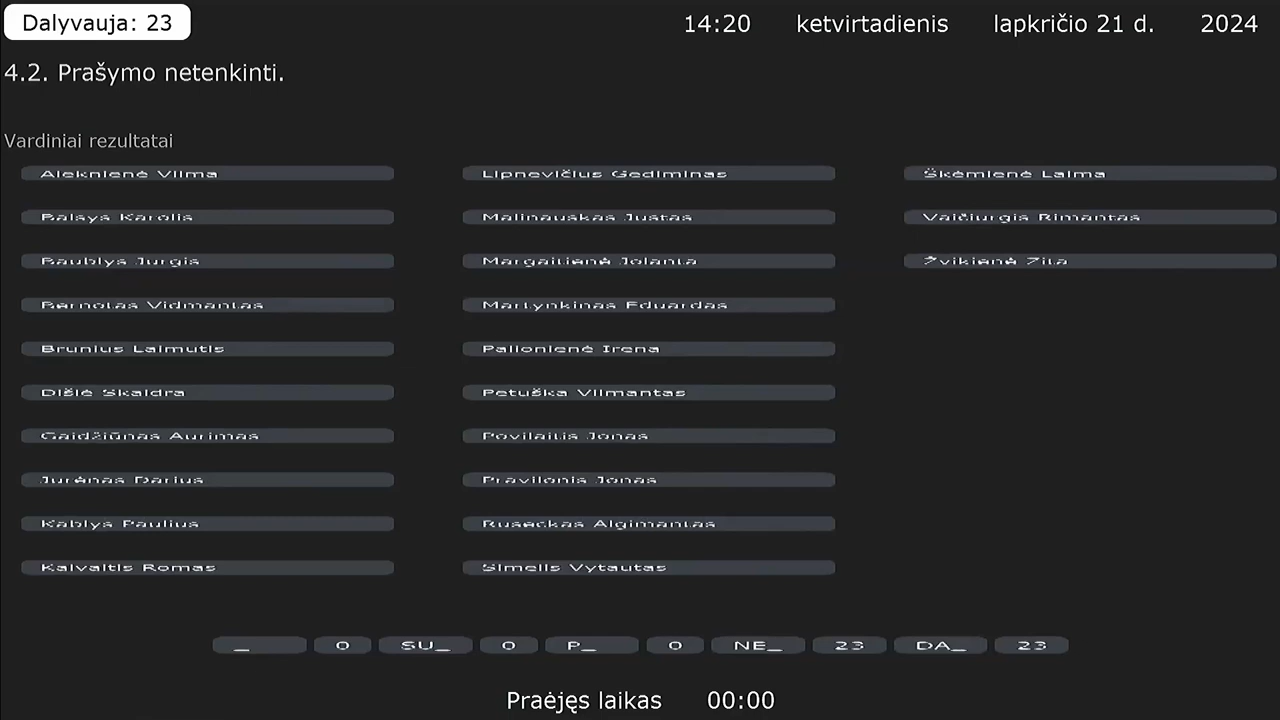 Dalyvauja: 23 14:20 ketvirtadienis lapkričio 21 d. 2024
4.2. Prašymo netenkinti.
Vardiniai rezultatai
Aleknienė Vilma
Balsys Karolis
Baublys Jurgis
Bernotas Vidmantas
Brunius Laimutis
Dišlė Skaidra
Gaidžiūnas Aurimas
Jurėnas Darius
Kablys Paulius
Kalvaitis Romas
Lipnevičius Gediminas
Malinauskas Justas
Margaitienė Jolanta
Martynkinas Eduardas
Palionienė Irena
Petuška Vilmantas
Povilaitis Jonas
Pravilonis Jonas
Ruseckas Algimantas
Simelis Vytautas
Škėmienė Laima
Vaičiurgis Rimantas
Žvikienė Zita
_ 0 SU_ 0 P_ 0 NE_ 23 DA_ 23
Praėjęs laikas 00:00